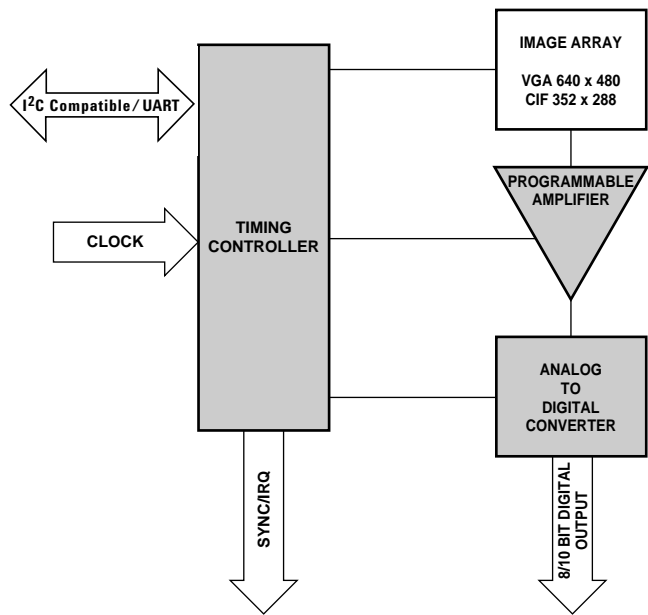 IMAGE ARRAY
VGA 640 x 480
CIF 352 x 288
I²C Compatible/UART
PROGRAMMABLE
AMPLIFIER
CLOCK
TIMING
CONTROLLER
ANALOG
TO
DIGITAL
CONVERTER
SYNC/IRQ
8/10 BIT DIGITAL
OUTPUT